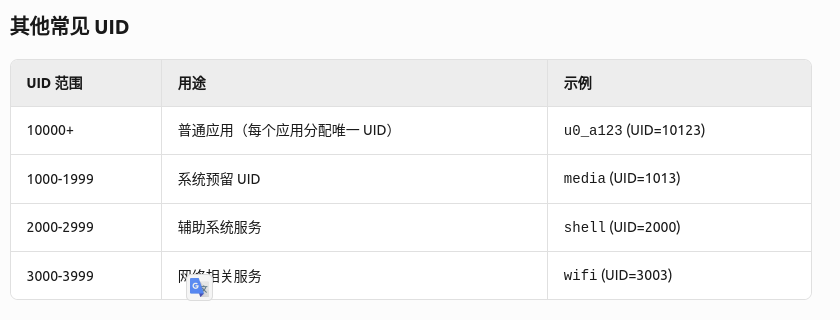 其他常见 UID
UID 范围 用途 示例
10000+ 普通应用（每个应用分配唯一 UID） u0_a123 (UID=10123)
1000-1999 系统预留 UID media (UID=1013)
2000-2999 辅助系统服务 shell (UID=2000)
3000-3999 网络相关服务 wifi (UID=3003)